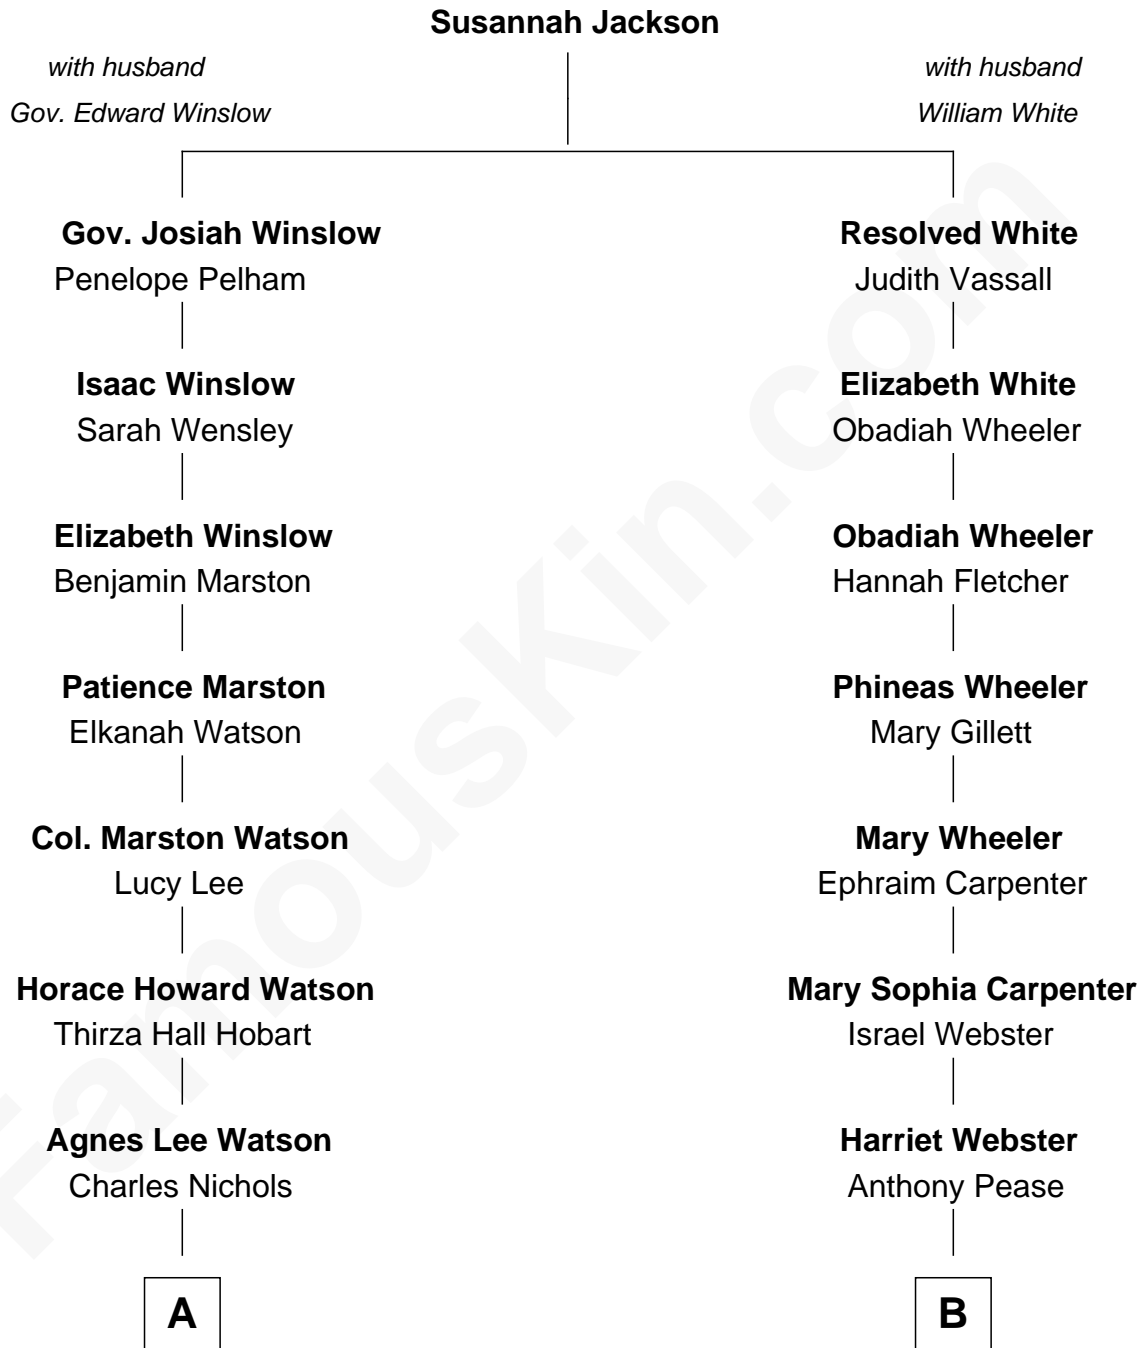 Susannah Jackson
with husband
Gov. Edward Winslow
with husband
William White
Gov. Josiah Winslow
Penelope Pelham
Resolved White
Judith Vassall
Isaac Winslow
Sarah Wensley
Elizabeth White
Obadiah Wheeler
Elizabeth Winslow
Benjamin Marston
Obadiah Wheeler
Hannah Fletcher
Patience Marston
Elkanah Watson
Phineas Wheeler
Mary Gillett
Col. Marston Watson
Lucy Lee
Mary Wheeler
Ephraim Carpenter
Horace Howard Watson
Thirza Hall Hobart
Mary Sophia Carpenter
Israel Webster
Agnes Lee Watson
Charles Nichols
Harriet Webster
Anthony Pease
A
B
FamousKin.com